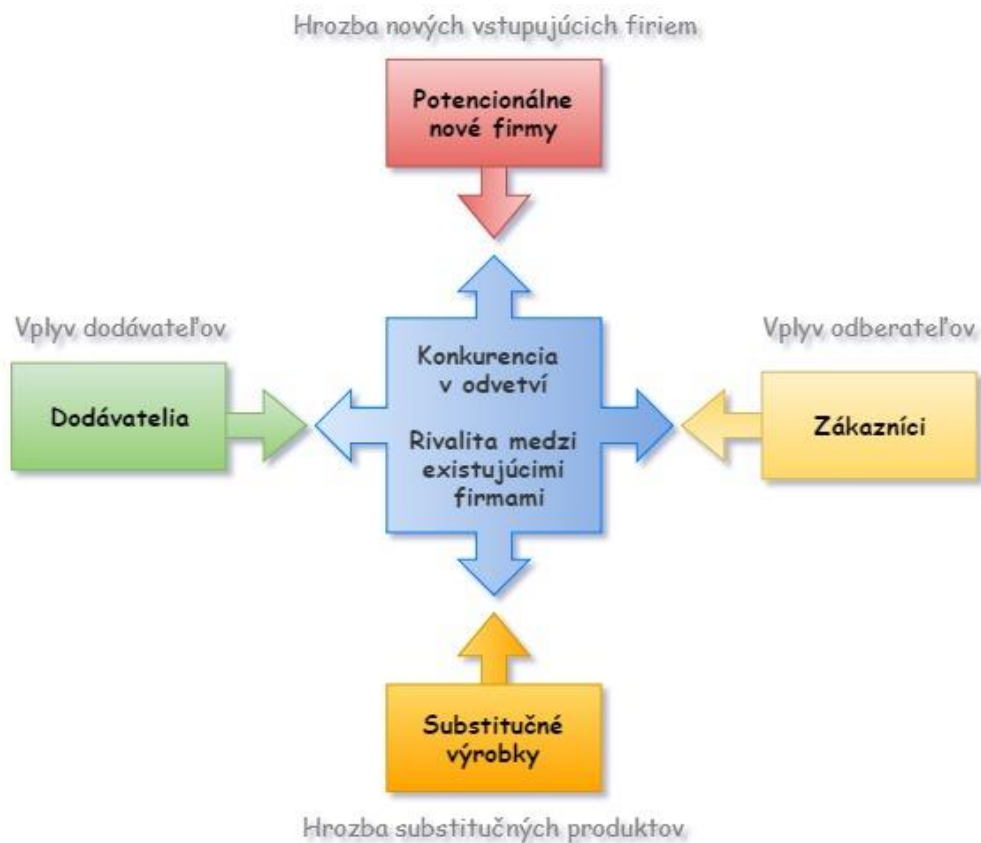 Hrozba nových vstupujúcich firiem
Potencionálne
nové firmy
Vplyv dodávateľov
Dodávatelia
Konkurencia
v odvetví
Rivalita medzi
existujúcimi
firmami
Vplyv odberateľov
Zákazníci
Substitučné
výrobky
Hrozba substitučných produktov